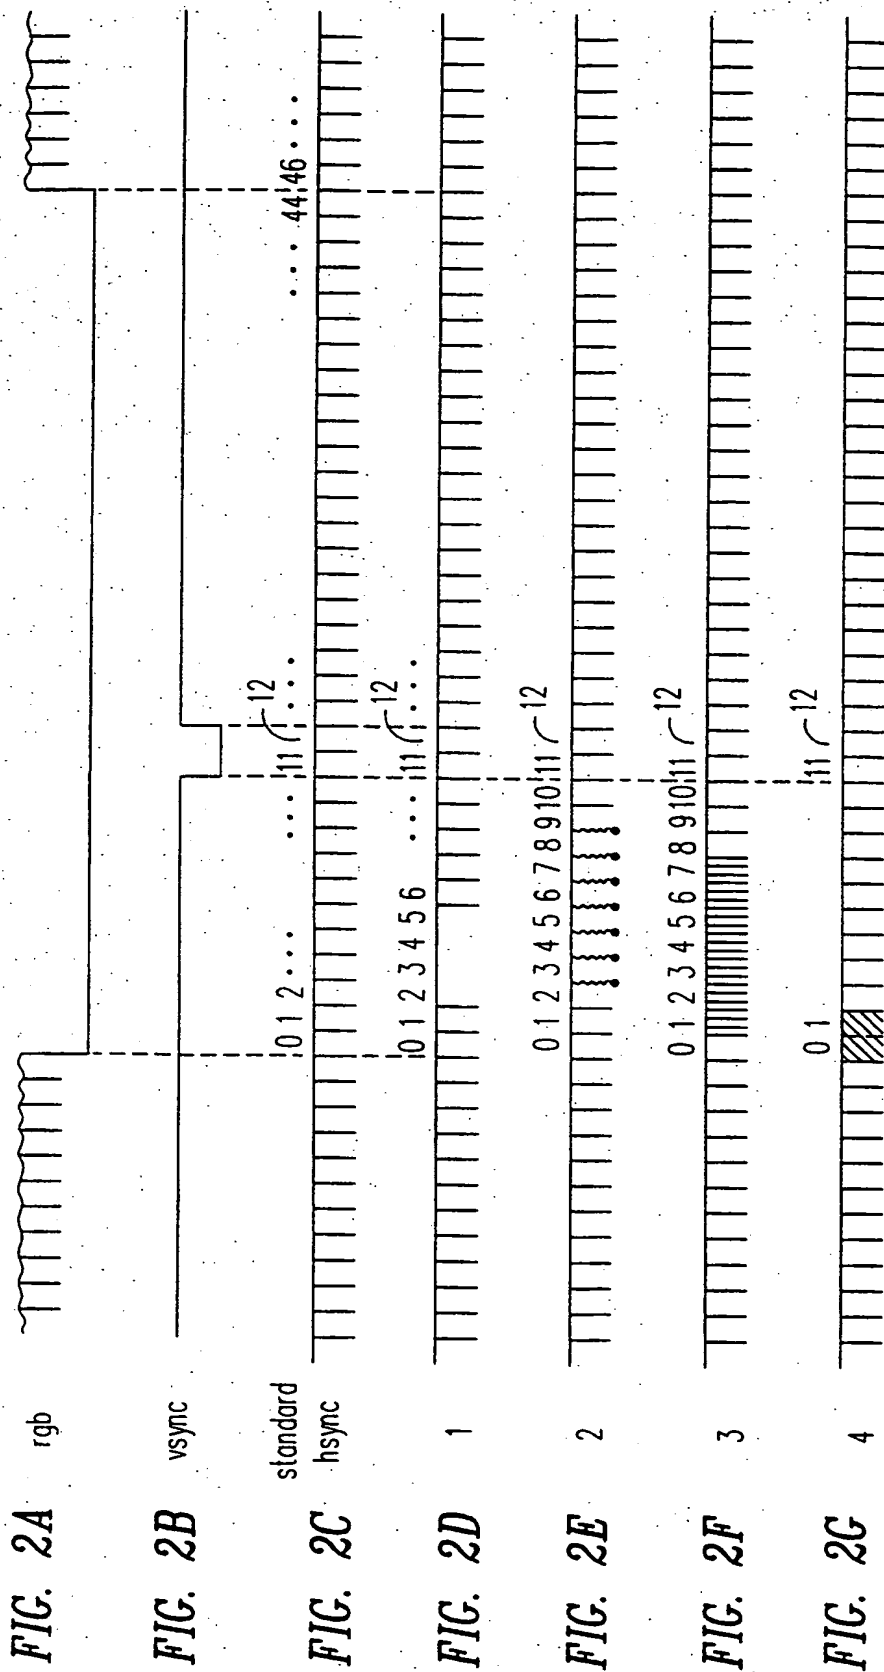 FIG. 2A rgb
FIG. 2B vsync
FIG. 2C standard hsync 0 1 2 . . . . . . 11 12 . . . . . . . 44 46 . . . .
FIG. 2D 1 0 1 2 3 4 5 6 . . . 11 12 . . . .
FIG. 2E 2 0 1 2 3 4 5 6 7 8 9 10 11 12
FIG. 2F 3 0 1 2 3 4 5 6 7 8 9 10 11 12
FIG. 2G 4 0 1 11 12